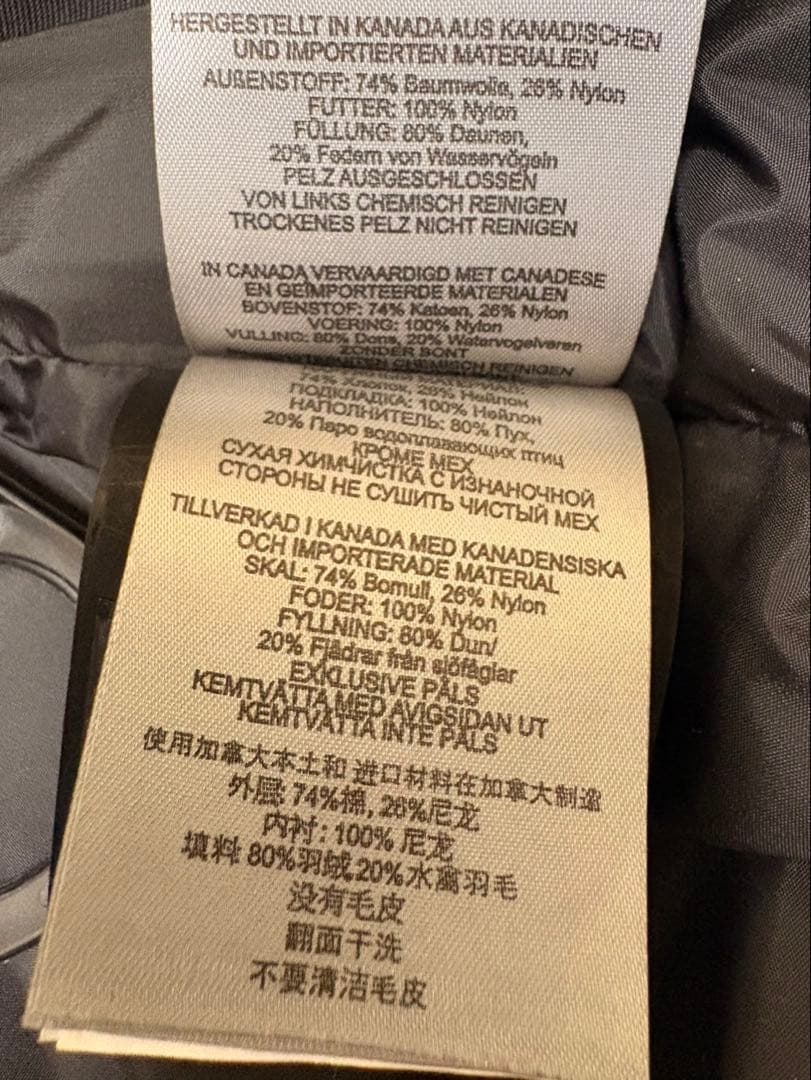 HERGESTELLT IN KANADA AUS KANADISCHEN
UND IMPORTIERTEN MATERIALIEN
AUßENSTOFF: 74% Baumwolle, 26% Nylon
FUTTER: 100% Nylon
FÜLLUNG: 80% Daunen,
20% Federn von Wasservögeln
PELZ AUSGESCHLOSSEN
VON LINKS CHEMISCH REINIGEN
TROCKENES PELZ NICHT REINIGEN
IN CANADA VERVAARDIGD MET CANADESE
EN GEÏMPORTEERDE MATERIALEN
BOVENSTOF: 74% Katoen, 26% Nylon
VOERING: 100% Nylon
VULLING: 80% Dons, 20% Watervogelveren
ZONDER BONT
CHEMISCH REINIGEN
74% Хлопок, 26% Нейлон
ПОДКЛАДКА: 100% Нейлон
НАПОЛНИТЕЛЬ: 80% Пух,
20% Перо водоплавающих птиц
КРОМЕ МЕХ
СУХАЯ ХИМЧИСТКА С ИЗНАНОЧНОЙ
СТОРОНЫ НЕ СУШИТЬ ЧИСТЫЙ МЕХ
TILLVERKAD I KANADA MED KANADENSISKA
OCH IMPORTERADE MATERIAL
SKAL: 74% Bomull, 26% Nylon
FODER: 100% Nylon
FYLLNING: 80% Dun/
20% Fjädrar från sjöfåglar
EXKLUSIVE PÄLS
KEMTVÄTTA MED AVIGSIDAN UT
KEMTVÄTTA INTE PÄLS
使用加拿大本土和 进口材料在加拿大制造
外层: 74%棉, 26%尼龙
内衬: 100% 尼龙
填料: 80%羽绒 20%水禽羽毛
没有毛皮
翻面干洗
不要清洁毛皮